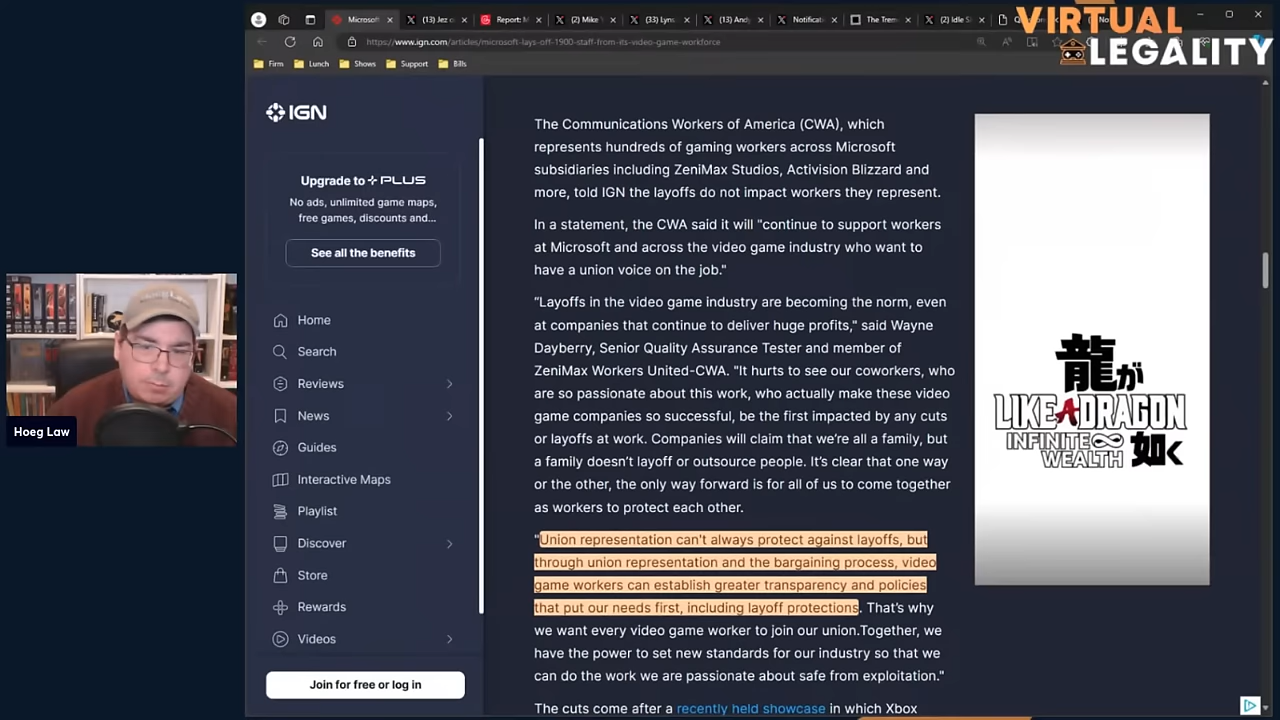 VIRTUAL
LEGALITY
Microsoft
(13) Jez o
Report: M
(2) Mike
(33) Lyns
(13) Andy
Notificati
The Trem
(2) Idle S
https://www.ign.com/articles/microsoft-lays-off-1900-staff-from-its-video-game-workforce
Firm
Lunch
Shows
Support
Bills
IGN
Upgrade to PLUS
No ads, unlimited game maps,
free games, discounts and...
See all the benefits
Home
Search
Reviews
News
Guides
Interactive Maps
Playlist
Discover
Store
Rewards
Videos
Join for free or log in
The Communications Workers of America (CWA), which
represents hundreds of gaming workers across Microsoft
subsidiaries including ZeniMax Studios, Activision Blizzard and
more, told IGN the layoffs do not impact workers they represent.
In a statement, the CWA said it will "continue to support workers
at Microsoft and across the video game industry who want to
have a union voice on the job."
"Layoffs in the video game industry are becoming the norm, even
at companies that continue to deliver huge profits," said Wayne
Dayberry, Senior Quality Assurance Tester and member of
ZeniMax Workers United-CWA. "It hurts to see our coworkers, who
are so passionate about this work, who actually make these video
game companies so successful, be the first impacted by any cuts
or layoffs at work. Companies will claim that we're all a family, but
a family doesn't layoff or outsource people. It's clear that one way
or the other, the only way forward is for all of us to come together
as workers to protect each other.
"Union representation can't always protect against layoffs, but
through union representation and the bargaining process, video
game workers can establish greater transparency and policies
that put our needs first, including layoff protections. That's why
we want every video game worker to join our union.Together, we
have the power to set new standards for our industry so that we
can do the work we are passionate about safe from exploitation."
The cuts come after a recently held showcase in which Xbox
龍が
LIKE A DRAGON
INFINITE WEALTH
如く
Hoeg Law